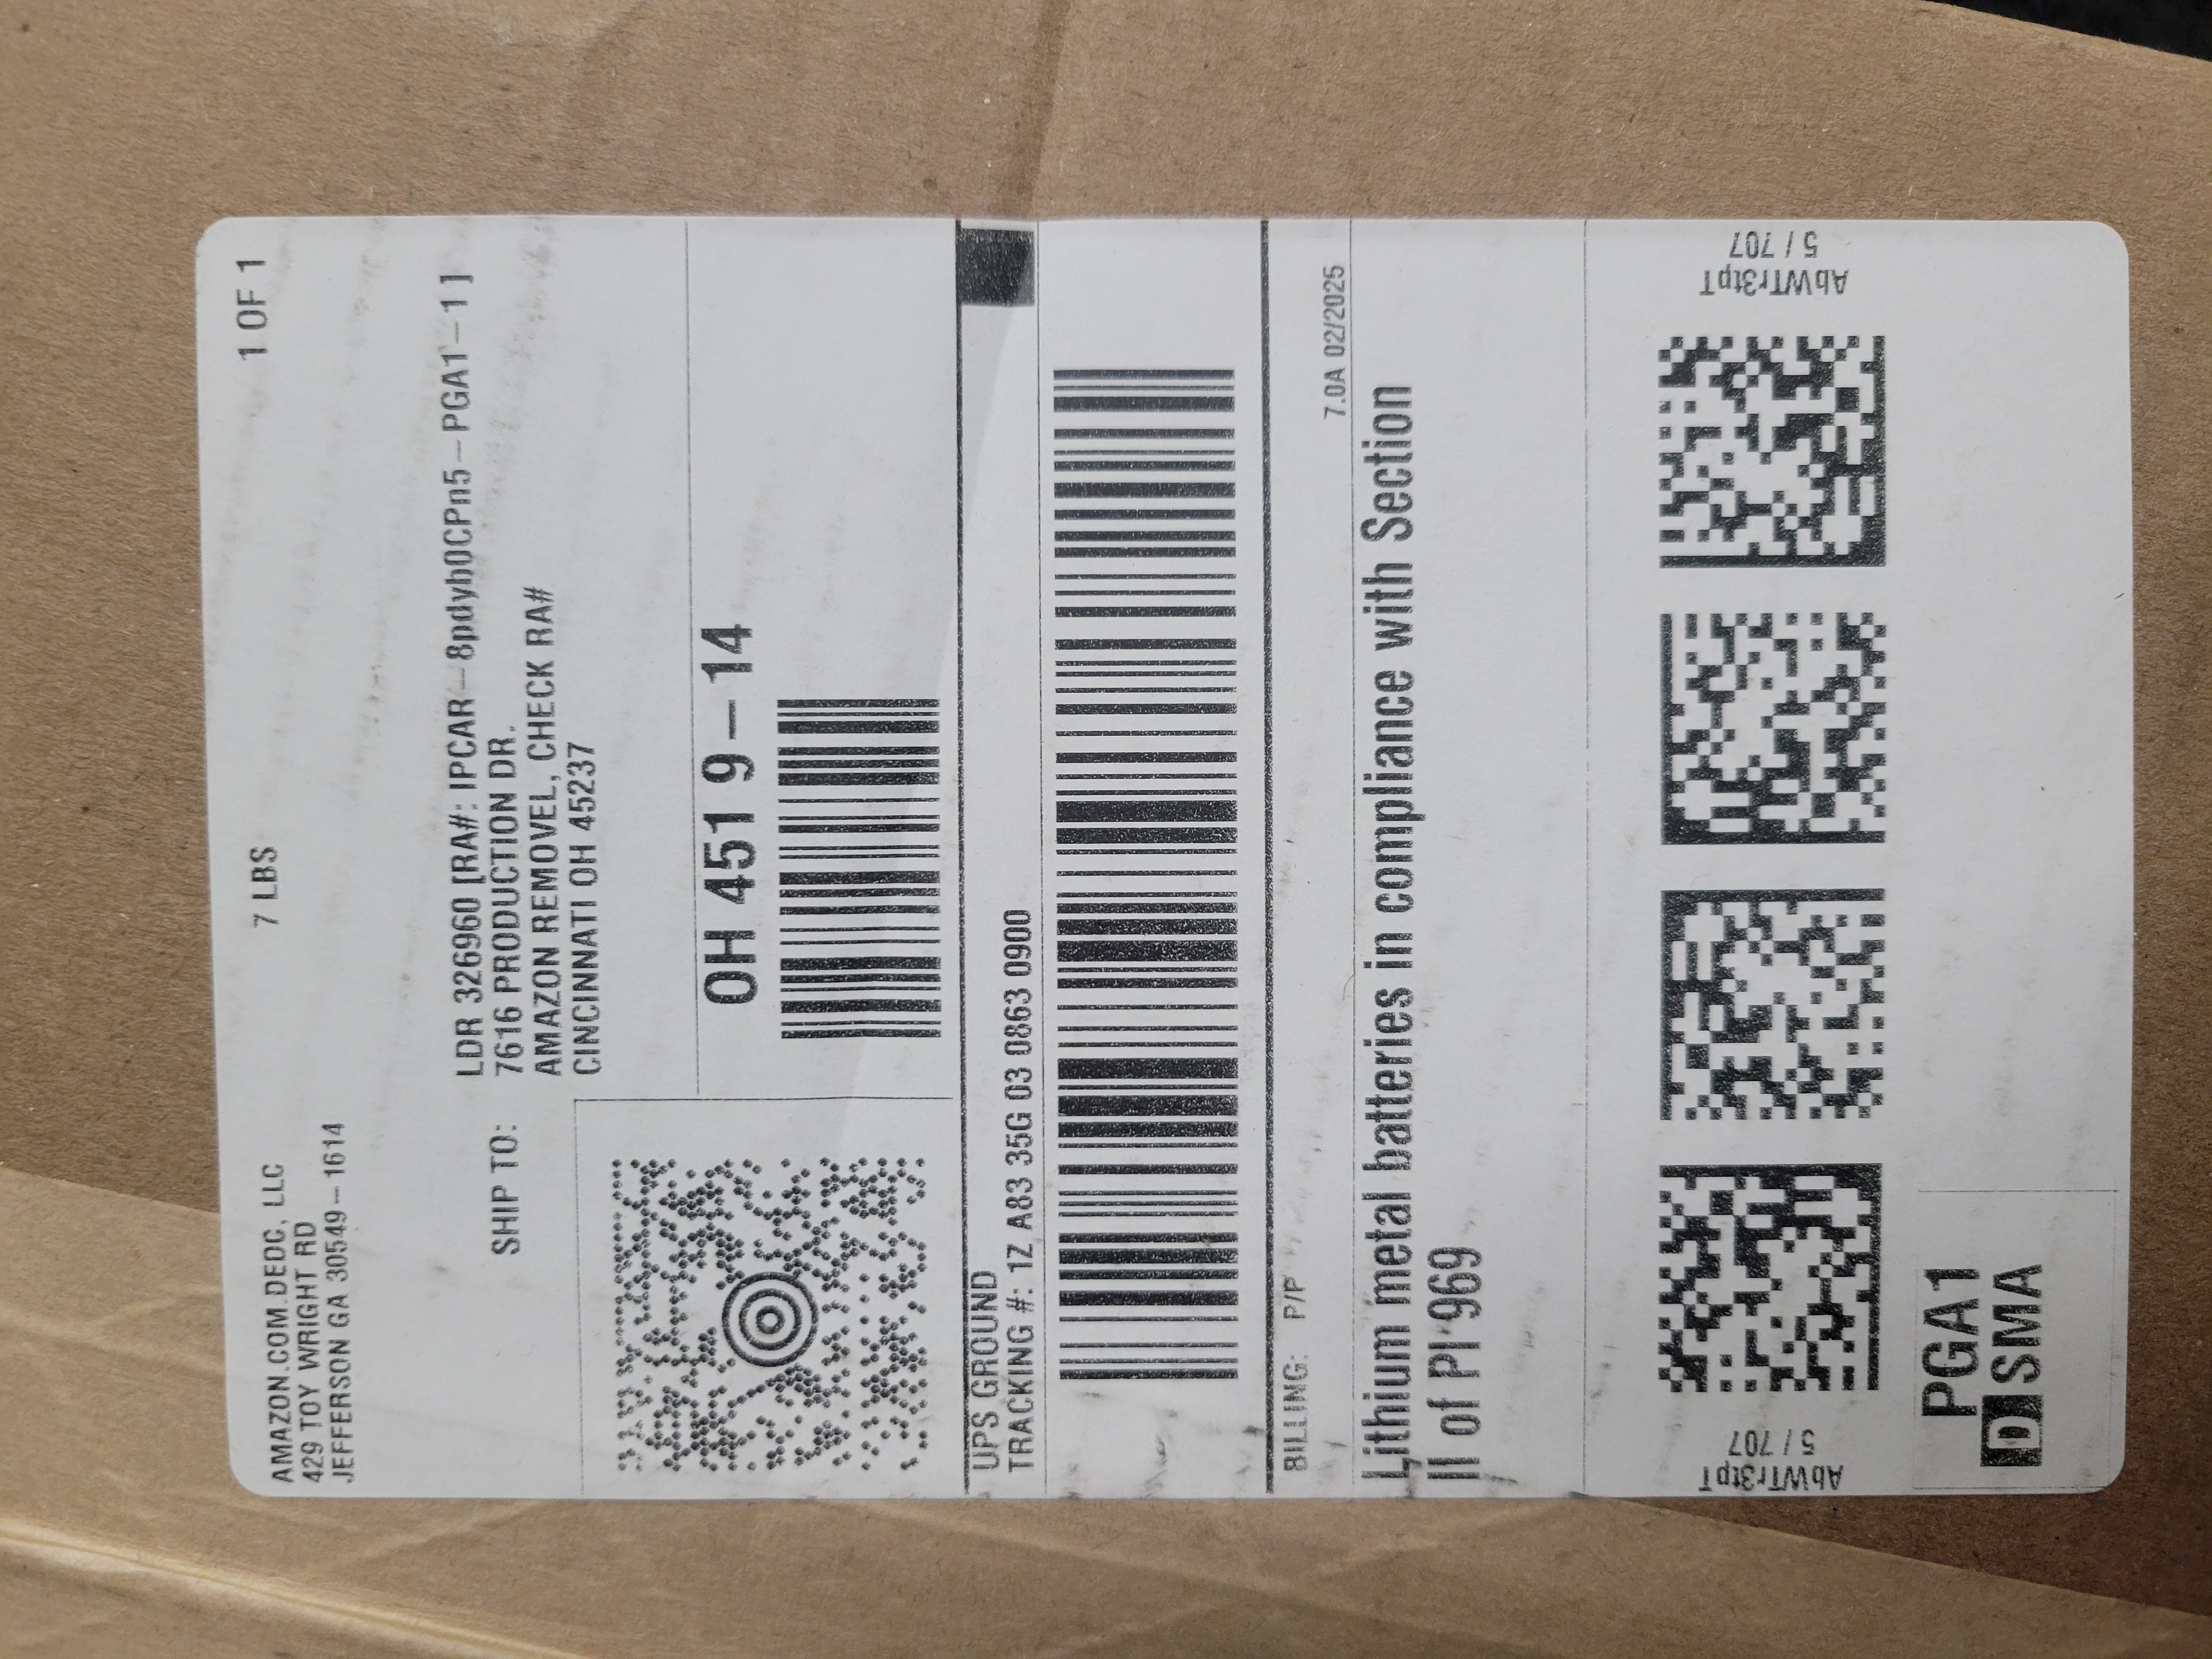 AMAZON.COM.DEDC, LLC
429 TOY WRIGHT RD
JEFFERSON GA 30549-1614
7 LBS
1 OF 1
SHIP TO:
LDR 326960 [RA#: IPCAR-8pdyh0CPn5-PGA1-1]
7616 PRODUCTION DR.
AMAZON REMOVEL, CHECK RA#
CINCINNATI OH 45237
OH 451 9-14
UPS GROUND
TRACKING #: 1Z A83 35G 03 0863 0900
BILLING: P/P
7.0A 02/2025
Lithium metal batteries in compliance with Section
II of PI 969
AbWTr3tpT
5 / 707
AbWTr3tpT
5 / 707
PGA1
D SMA